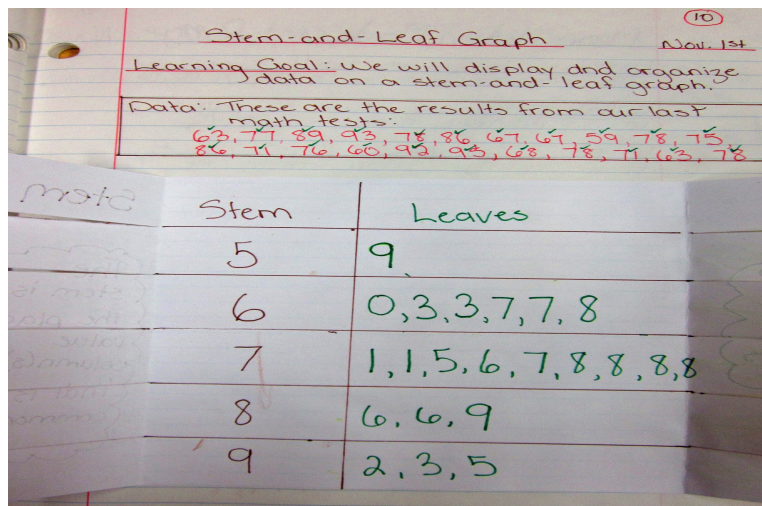 10
Stem-and-Leaf Graph
Nov. 1st
Learning Goal: We will display and organize
data on a stem-and-leaf graph.
Data: These are the results from our last
math tests:
63, 77, 89, 93, 78, 86, 67, 67, 59, 78, 75,
86, 71, 76, 60, 92, 95, 68, 78, 71, 63, 78
Stem
Stem Leaves
5 9
6 0,3,3,7,7,8
7 1,1,5,6,7,8,8,8,8
8 6,6,9
9 2,3,5